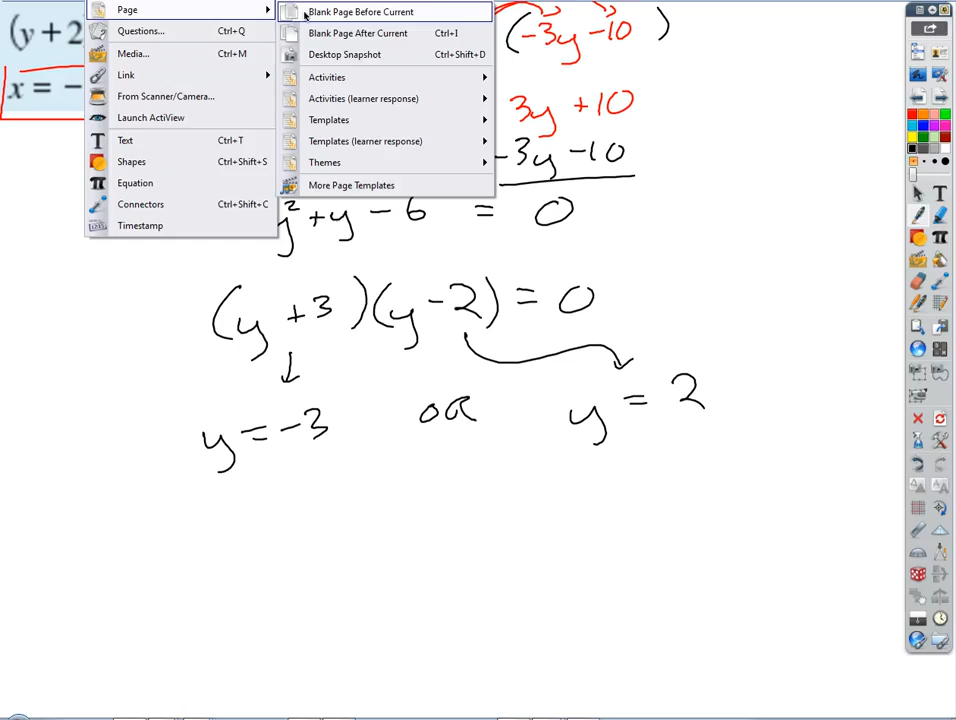 Page
Questions... Ctrl+Q
Media... Ctrl+M
Link
From Scanner/Camera...
Launch ActiView
Text Ctrl+T
Shapes Ctrl+Shift+S
Equation
Connectors Ctrl+Shift+C
Timestamp
Blank Page Before Current
Blank Page After Current Ctrl+I
Desktop Snapshot Ctrl+Shift+D
Activities
Activities (learner response)
Templates
Templates (learner response)
Themes
More Page Templates
(y + 2
x = −
(-3y -10)
3y +10
-3y -10
y² + y - 6 = 0
(y + 3)(y - 2) = 0
y = -3 or y = 2